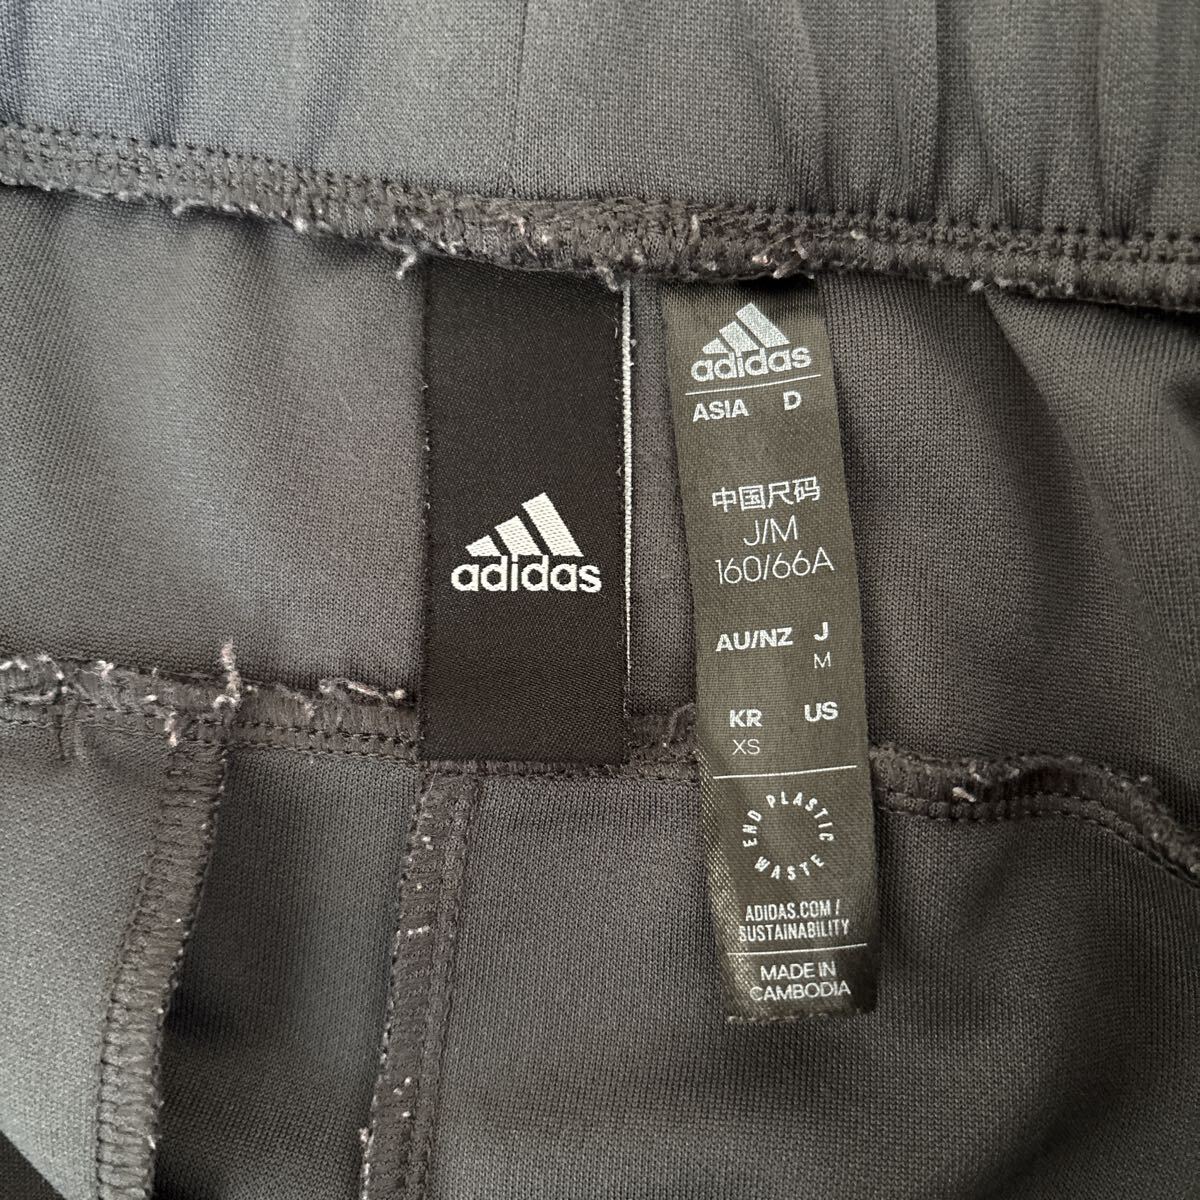 adidas
adidas
ASIA D
中国尺码
J/M
160/66A
AU/NZ J
M
KR US
XS
END PLASTIC WASTE
ADIDAS.COM/
SUSTAINABILITY
MADE IN
CAMBODIA